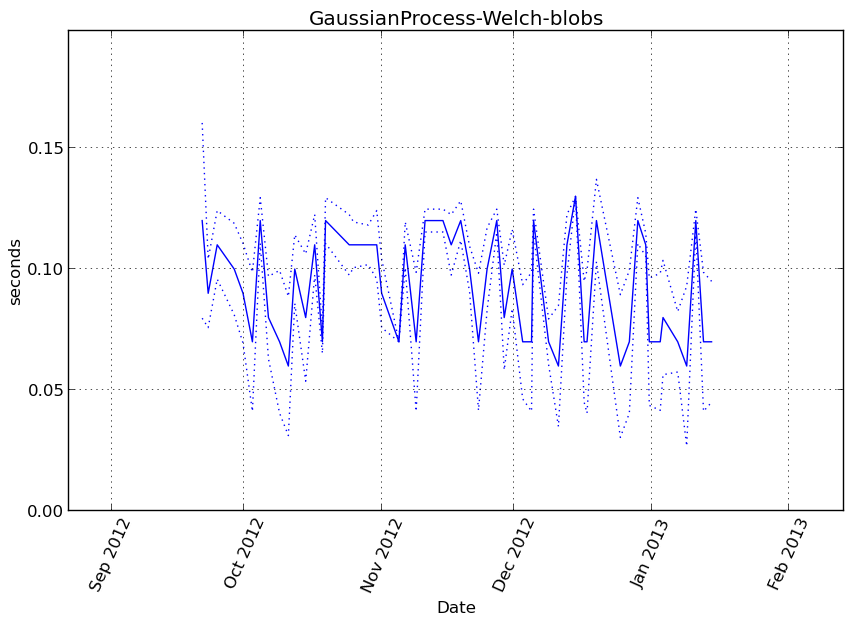 GaussianProcess-Welch-blobs
seconds
0.15
0.10
0.05
0.00
Sep 2012
Oct 2012
Nov 2012
Dec 2012
Jan 2013
Feb 2013
Date